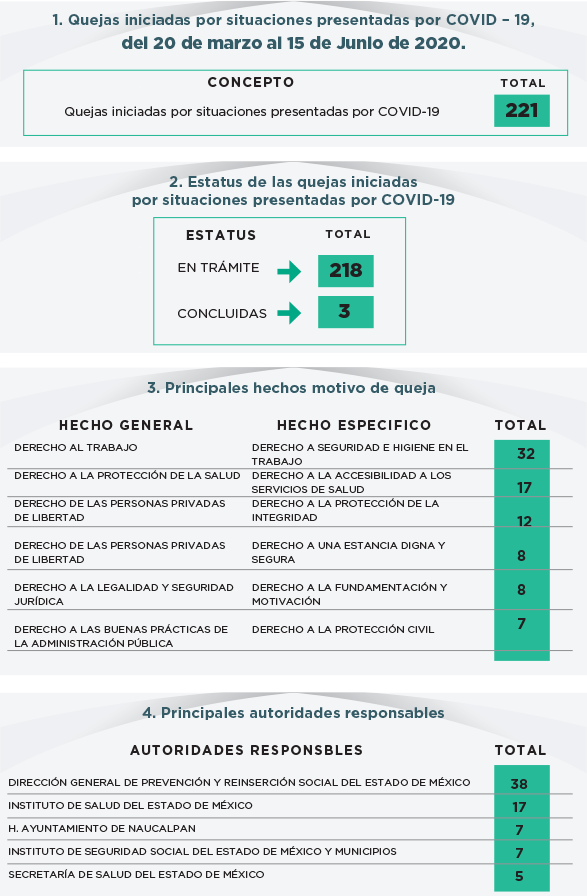 1. Quejas iniciadas por situaciones presentadas por COVID – 19,
del 20 de marzo al 15 de Junio de 2020.
CONCEPTO TOTAL
Quejas iniciadas por situaciones presentadas por COVID-19 221
2. Estatus de las quejas iniciadas
por situaciones presentadas por COVID-19
ESTATUS TOTAL
EN TRÁMITE 218
CONCLUIDAS 3
3. Principales hechos motivo de queja
HECHO GENERAL HECHO ESPECIFICO TOTAL
DERECHO AL TRABAJO DERECHO A SEGURIDAD E HIGIENE EN EL
TRABAJO 32
DERECHO A LA PROTECCIÓN DE LA SALUD DERECHO A LA ACCESIBILIDAD A LOS
SERVICIOS DE SALUD 17
DERECHO DE LAS PERSONAS PRIVADAS DERECHO A LA PROTECCIÓN DE LA
DE LIBERTAD INTEGRIDAD 12
DERECHO DE LAS PERSONAS PRIVADAS DERECHO A UNA ESTANCIA DIGNA Y
DE LIBERTAD SEGURA 8
DERECHO A LA LEGALIDAD Y SEGURIDAD DERECHO A LA FUNDAMENTACIÓN Y 8
JURÍDICA MOTIVACIÓN
DERECHO A LAS BUENAS PRÁCTICAS DE DERECHO A LA PROTECCIÓN CIVIL 7
LA ADMINISTRACIÓN PÚBLICA
4. Principales autoridades responsables
AUTORIDADES RESPONSBLES TOTAL
DIRECCIÓN GENERAL DE PREVENCIÓN Y REINSERCIÓN SOCIAL DEL ESTADO DE MÉXICO 38
INSTITUTO DE SALUD DEL ESTADO DE MÉXICO 17
H. AYUNTAMIENTO DE NAUCALPAN 7
INSTITUTO DE SEGURIDAD SOCIAL DEL ESTADO DE MÉXICO Y MUNICIPIOS 7
SECRETARÍA DE SALUD DEL ESTADO DE MÉXICO 5